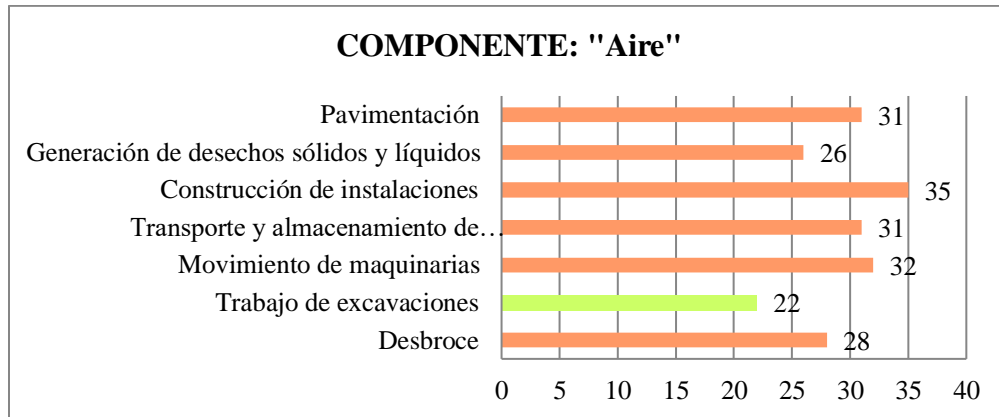 COMPONENTE: "Aire"
Pavimentación 31
Generación de desechos sólidos y líquidos 26
Construcción de instalaciones 35
Transporte y almacenamiento de… 31
Movimiento de maquinarias 32
Trabajo de excavaciones 22
Desbroce 28
0 5 10 15 20 25 30 35 40